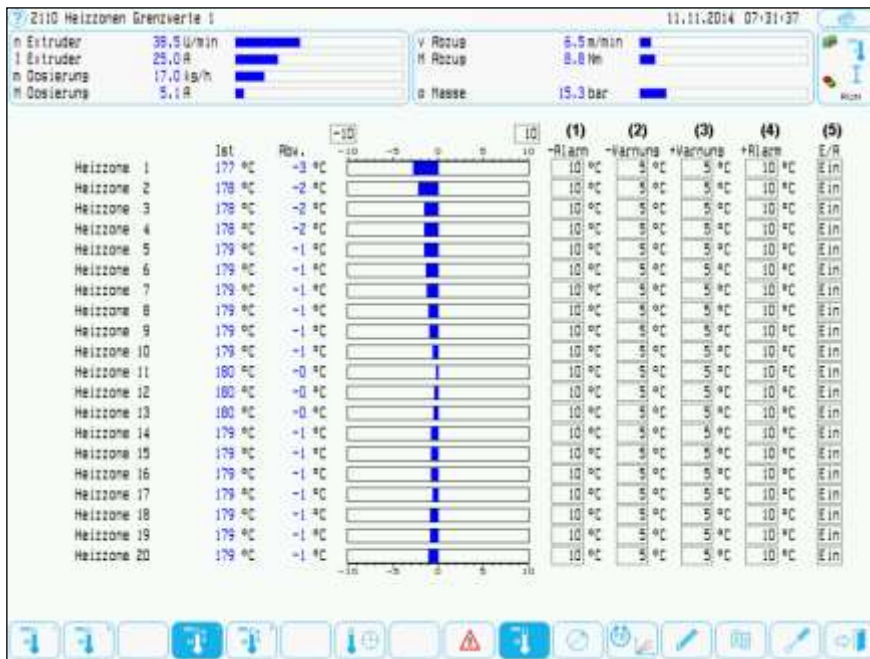 2110 Heizzonen Grenzwerte 1 11.11.2014 07:31:37
n Extruder 39.5 U/min v Abzug 6.5 m/min
I Extruder 25.0 A M Abzug 8.8 Nm
m Dosierung 17.0 kg/h
M Dosierung 5.1 A p Masse 15.3 bar
-10 10 (1) (2) (3) (4) (5)
Ist Abw. -10 -5 0 5 10 -Alarm -Warnung +Warnung +Alarm E/A
Heizzone 1 177 °C -3 °C 10 °C 5 °C 5 °C 10 °C Ein
Heizzone 2 178 °C -2 °C 10 °C 5 °C 5 °C 10 °C Ein
Heizzone 3 178 °C -2 °C 10 °C 5 °C 5 °C 10 °C Ein
Heizzone 4 178 °C -2 °C 10 °C 5 °C 5 °C 10 °C Ein
Heizzone 5 179 °C -1 °C 10 °C 5 °C 5 °C 10 °C Ein
Heizzone 6 179 °C -1 °C 10 °C 5 °C 5 °C 10 °C Ein
Heizzone 7 179 °C -1 °C 10 °C 5 °C 5 °C 10 °C Ein
Heizzone 8 179 °C -1 °C 10 °C 5 °C 5 °C 10 °C Ein
Heizzone 9 179 °C -1 °C 10 °C 5 °C 5 °C 10 °C Ein
Heizzone 10 179 °C -1 °C 10 °C 5 °C 5 °C 10 °C Ein
Heizzone 11 180 °C -0 °C 10 °C 5 °C 5 °C 10 °C Ein
Heizzone 12 180 °C -0 °C 10 °C 5 °C 5 °C 10 °C Ein
Heizzone 13 180 °C -0 °C 10 °C 5 °C 5 °C 10 °C Ein
Heizzone 14 179 °C -1 °C 10 °C 5 °C 5 °C 10 °C Ein
Heizzone 15 179 °C -1 °C 10 °C 5 °C 5 °C 10 °C Ein
Heizzone 16 179 °C -1 °C 10 °C 5 °C 5 °C 10 °C Ein
Heizzone 17 179 °C -1 °C 10 °C 5 °C 5 °C 10 °C Ein
Heizzone 18 179 °C -1 °C 10 °C 5 °C 5 °C 10 °C Ein
Heizzone 19 179 °C -1 °C 10 °C 5 °C 5 °C 10 °C Ein
Heizzone 20 179 °C -1 °C 10 °C 5 °C 5 °C 10 °C Ein
-10 -5 0 5 10